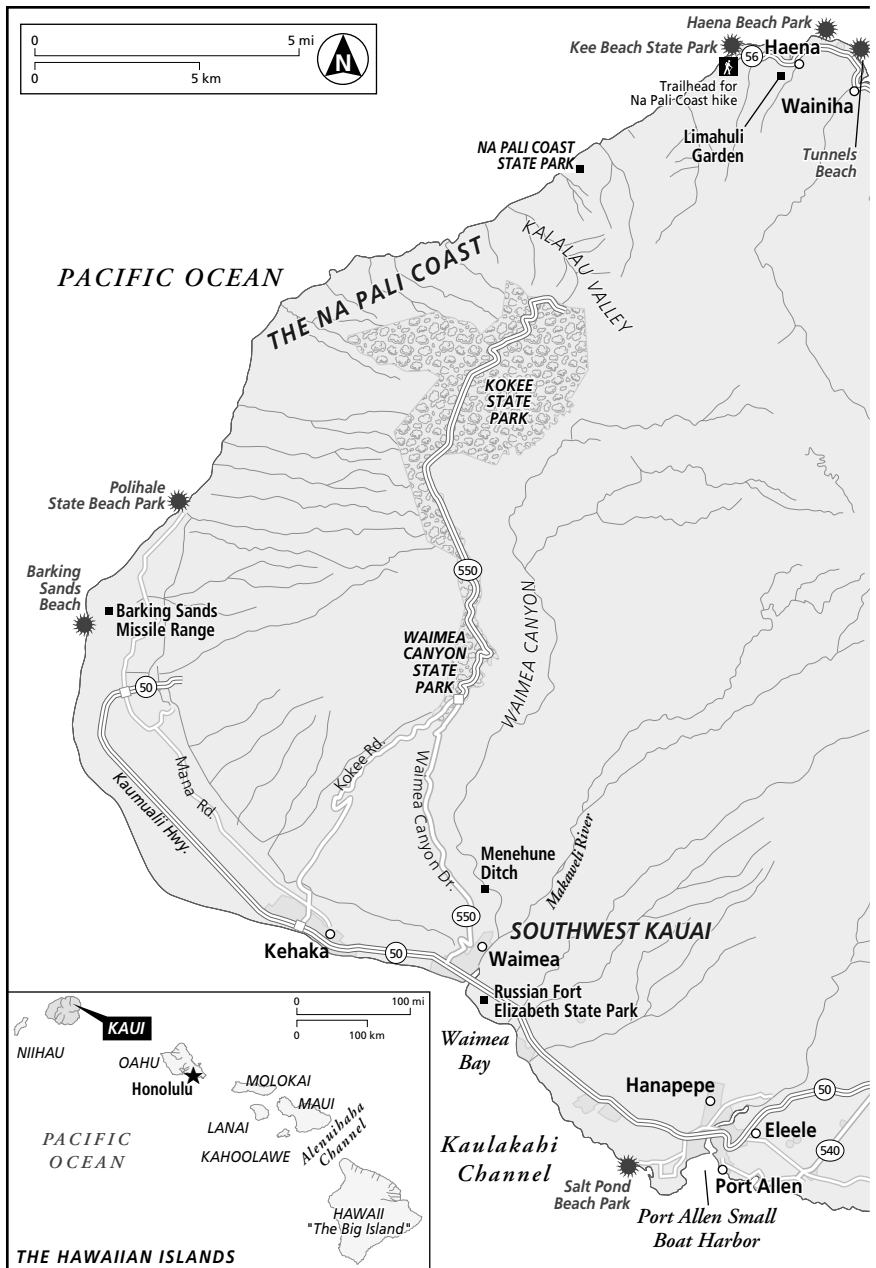 0 5 mi
0 5 km
N
Haena Beach Park
Kee Beach State Park
56
Haena
Trailhead for
Na Pali Coast hike
Wainiha
Limahuli
Garden
Tunnels
Beach
NA PALI COAST
STATE PARK
KALALAU VALLEY
PACIFIC OCEAN
THE NA PALI COAST
KOKEE
STATE
PARK
Polihale
State Beach Park
Barking
Sands
Beach
Barking Sands
Missile Range
550
WAIMEA
CANYON
STATE
PARK
WAIMEA CANYON
50
Kokee Rd.
Mana Rd.
Kaumualii Hwy.
Waimea Canyon Dr.
Makaweli River
Menehune
Ditch
550
SOUTHWEST KAUAI
Kehaka
50
Waimea
Russian Fort
Elizabeth State Park
Waimea
Bay
Hanapepe
50
Eleele
540
Kaulakahi
Channel
Salt Pond
Beach Park
Port Allen
Port Allen Small
Boat Harbor
0 100 mi
0 100 km
KAUI
NIIHAU
OAHU
Honolulu
MOLOKAI
MAUI
LANAI
KAHOOLAWE
Alenuihaha
Channel
PACIFIC
OCEAN
HAWAII
"The Big Island"
THE HAWAIIAN ISLANDS